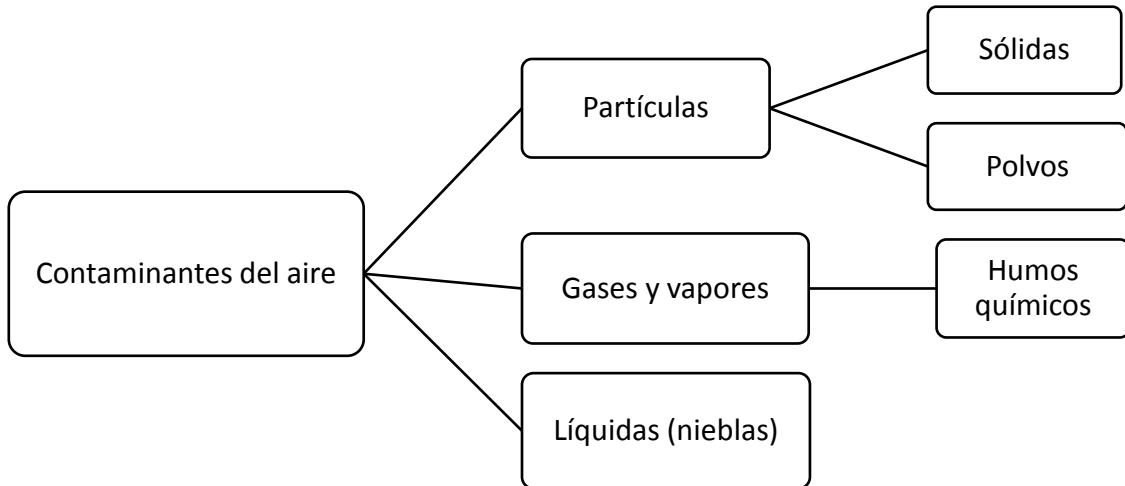 Contaminantes del aire
Partículas
Sólidas
Polvos
Gases y vapores
Humos
químicos
Líquidas (nieblas)